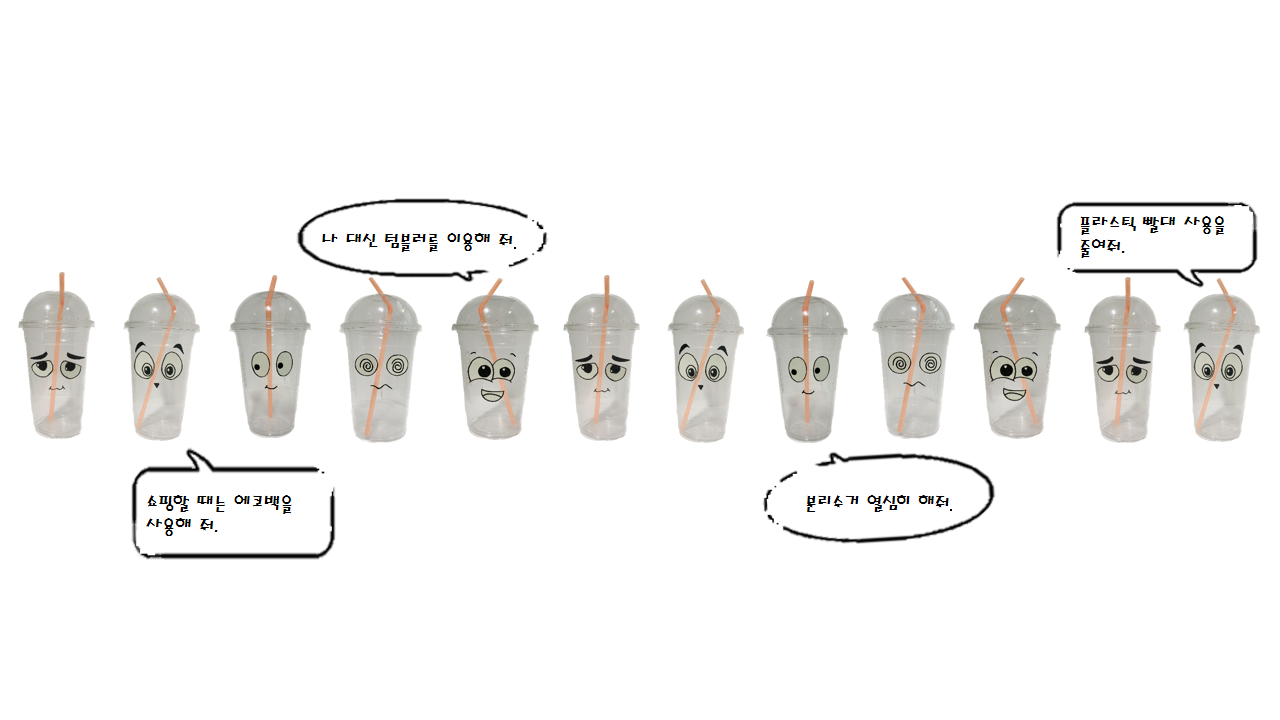 나 대신 텀블러를 이용해 줘.
플라스틱 빨대 사용을
줄여줘.
쇼핑할 때는 에코백을
사용해 줘.
분리수거 열심히 해줘.